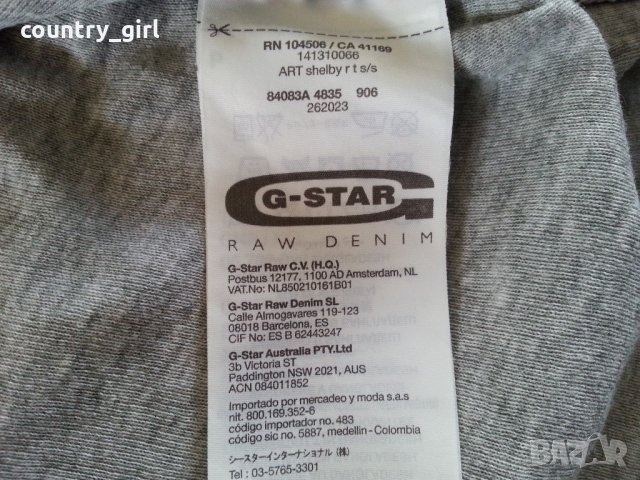 country_girl
RN 104506 / CA 41169
141310066
ART shelby r t s/s
84083A 4835 906
262023
G-STAR
RAW DENIM
G-Star Raw C.V. (H.Q.)
Postbus 12177, 1100 AD Amsterdam, NL
VAT.No: NL850210161B01
G-Star Raw Denim SL
Calle Almogavares 119-123
08018 Barcelona, ES
CIF No: ES B 62443247
G-Star Australia PTY.Ltd
3b Victoria ST
Paddington NSW 2021, AUS
ACN 084011852
Importado por mercadeo y moda s.a.s
nit. 800.169.352-6
código importador no. 483
código sic no. 5887, medellin-Colombia
シースターインターナショナル (株)
Tel : 03-5765-3301
BAZAR